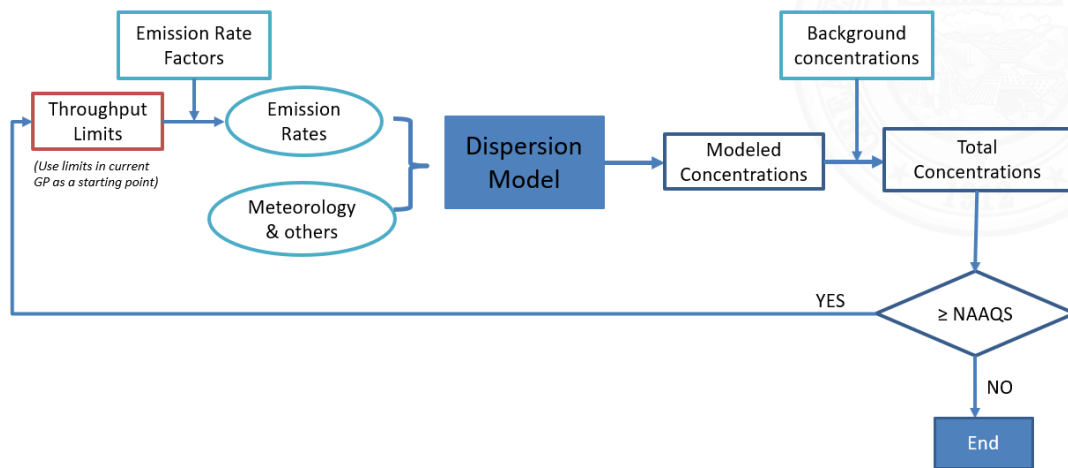 Emission Rate
Factors
Background
concentrations
Throughput
Limits
(Use limits in current
GP as a starting point)
Emission
Rates
Meteorology
& others
Dispersion
Model
Modeled
Concentrations
Total
Concentrations
YES
≥ NAAQS
NO
End